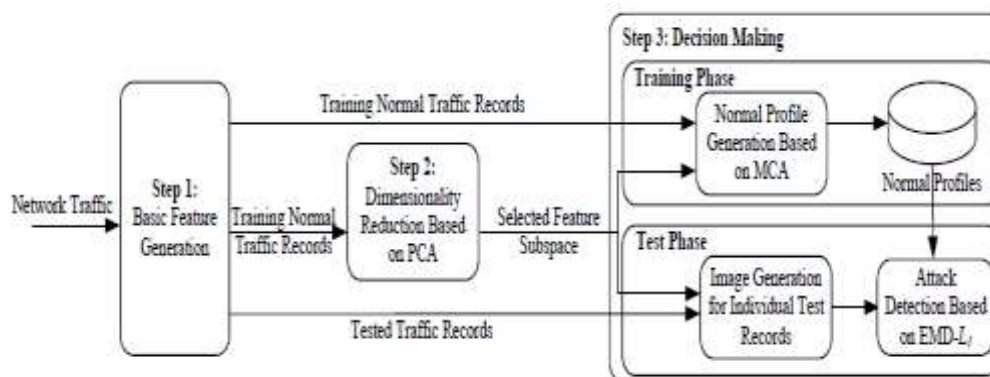 Step 3: Decision Making
Training Phase
Training Normal Traffic Records
Normal Profile
Generation Based
on MCA
Normal Profiles
Step 1:
Basic Feature
Generation
Network Traffic
Step 2:
Dimensionality
Reduction Based
on PCA
Training Normal
Traffic Records
Selected Feature
Subspace
Test Phase
Image Generation
for Individual Test
Records
Attack
Detection Based
on EMD-L₁
Tested Traffic Records